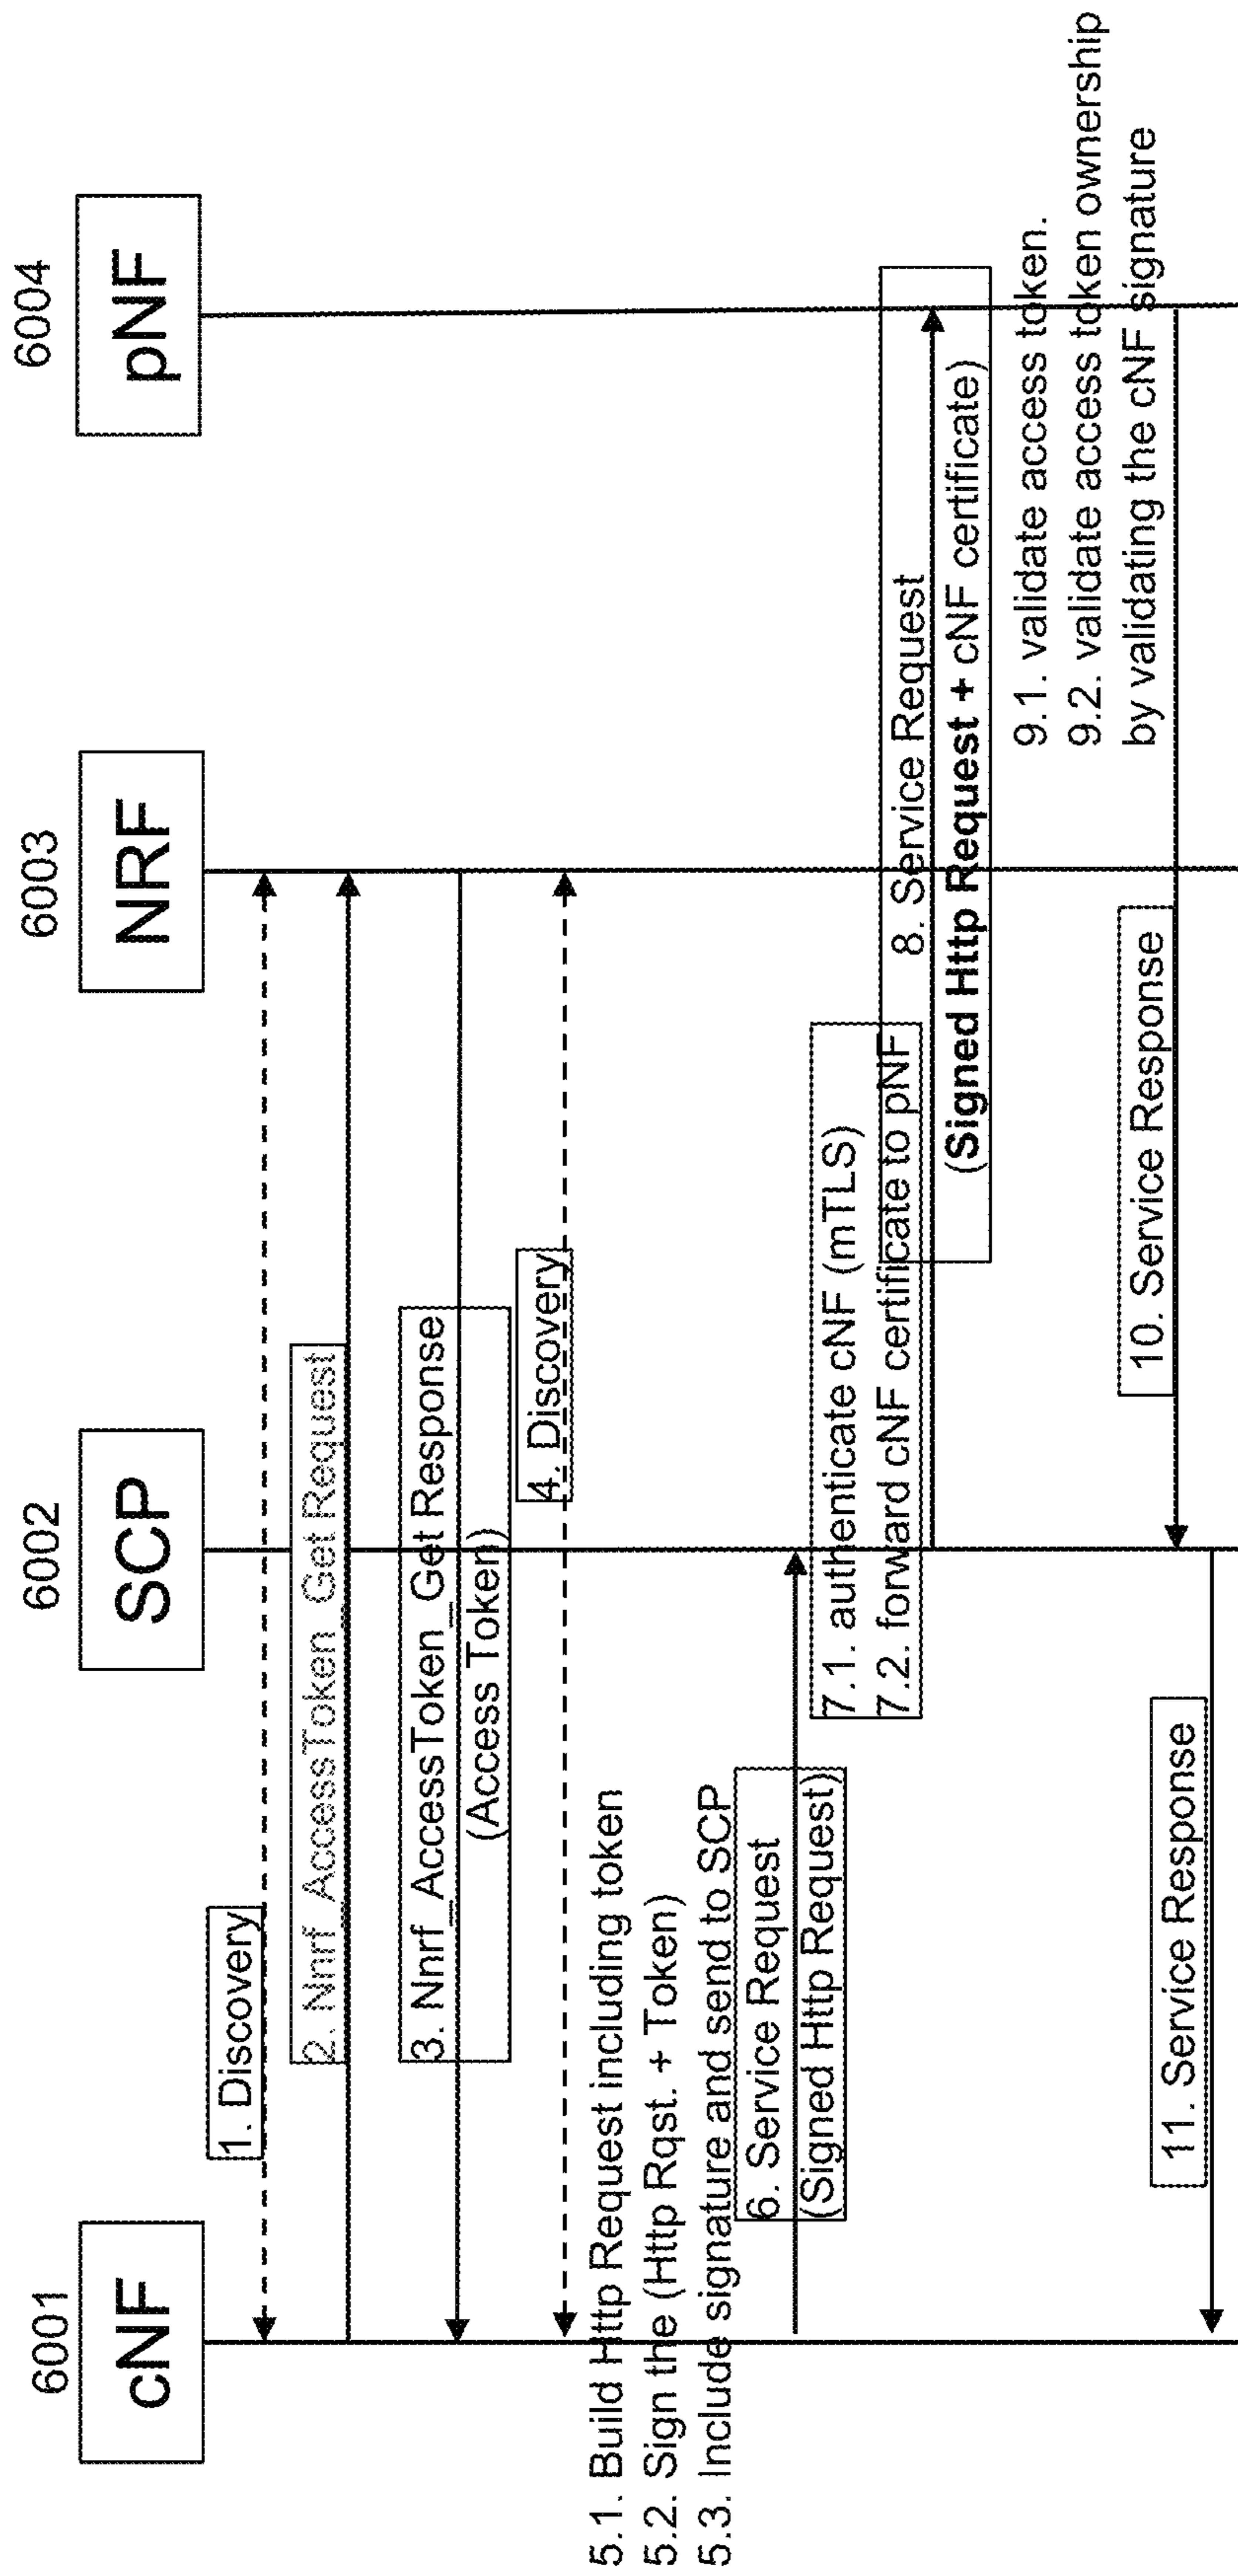 6001
6002
6003
6004
cNF
SCP
NRF
pNF
1. Discovery
2. Nnrf_AccessToken_Get Request
3. Nnrf_AccessToken_Get Response
(Access Token)
4. Discovery
5.1. Build Http Request including token
5.2. Sign the (Http Rqst. + Token)
5.3. Include signature and send to SCP
6. Service Request
(Signed Http Request)
7.1. authenticate cNF (mTLS)
7.2. forward cNF certificate to pNF
8. Service Request
(Signed Http Request + cNF certificate)
9.1. validate access token.
9.2. validate access token ownership
by validating the cNF signature
10. Service Response
11. Service Response